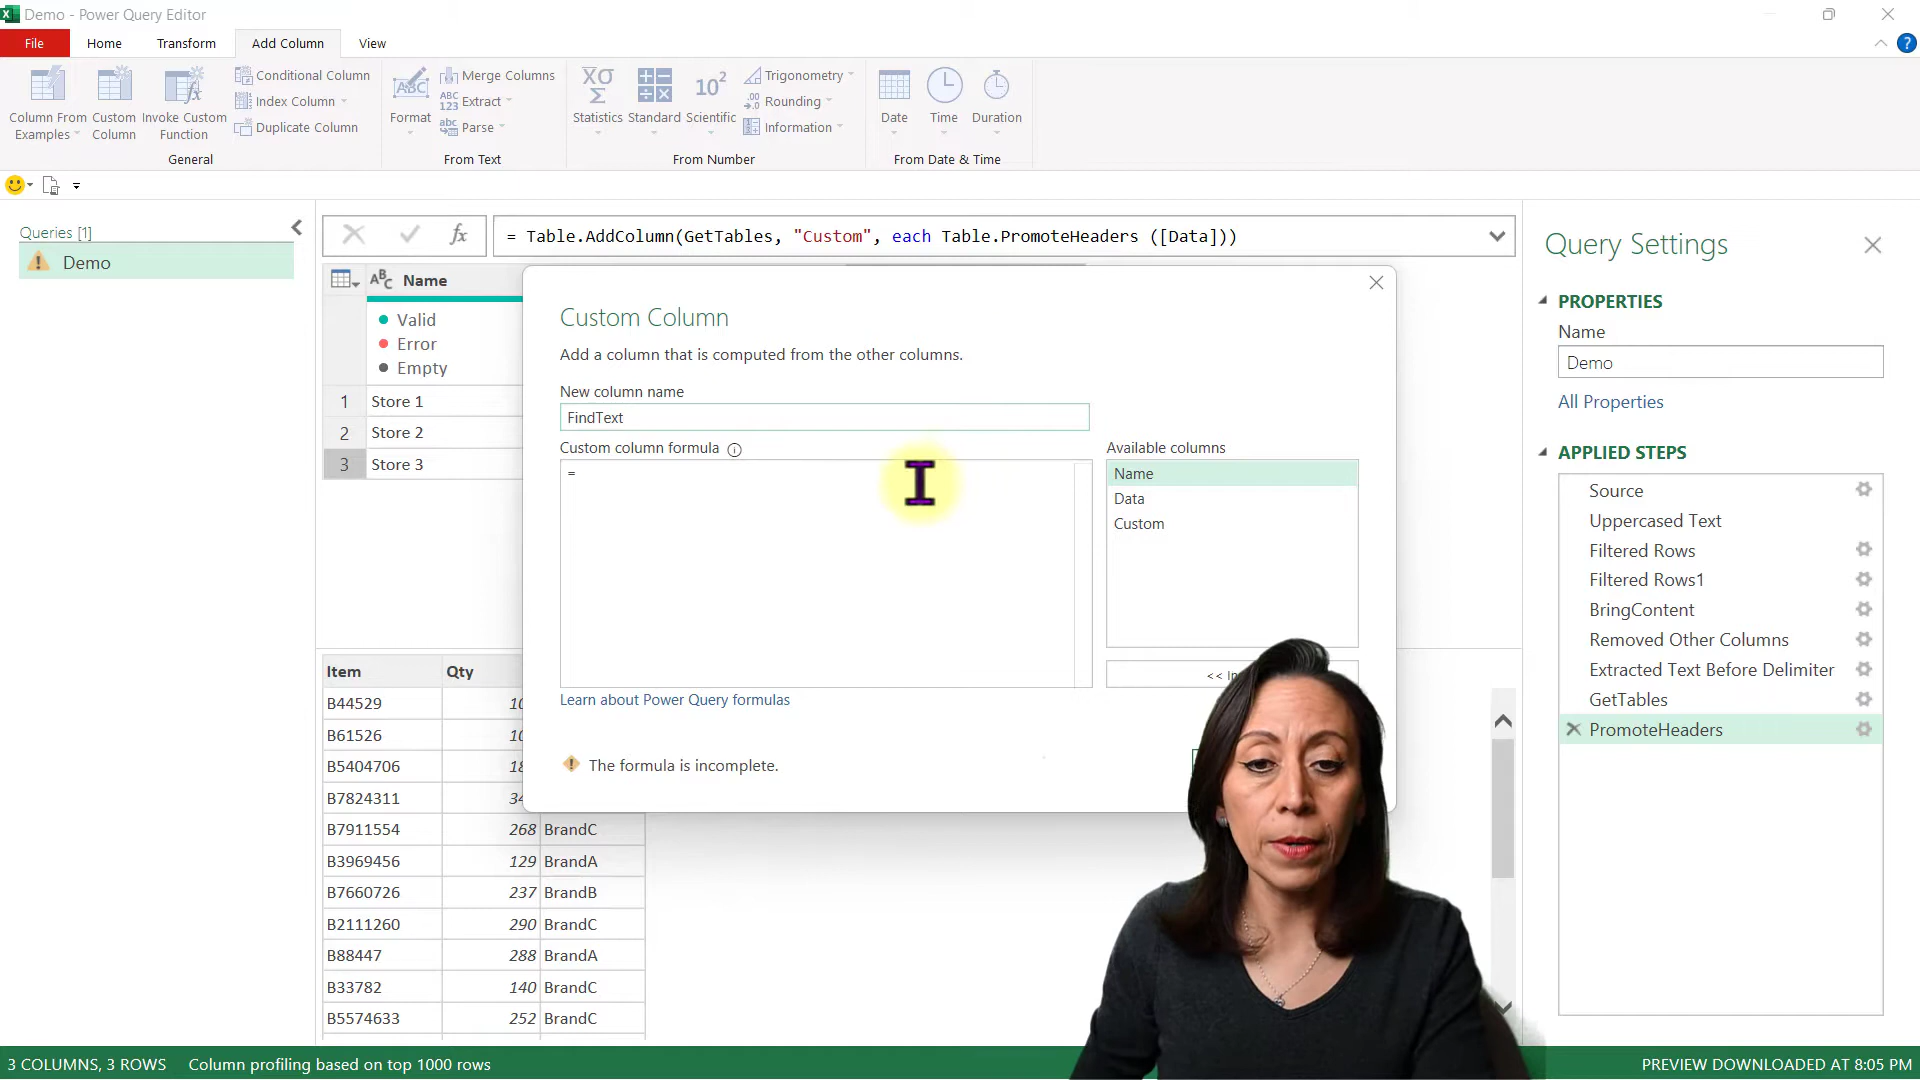 Demo - Power Query Editor
File Home Transform Add Column View
Column From Examples
Custom Column
Invoke Custom Function
Conditional Column
Index Column
Duplicate Column
General
Format
Merge Columns
Extract
Parse
From Text
Statistics
Standard
Scientific
Trigonometry
Rounding
Information
From Number
Date
Time
Duration
From Date & Time
Queries [1]
Demo
= Table.AddColumn(GetTables, "Custom", each Table.PromoteHeaders ([Data]))
Name
Valid
Error
Empty
1 Store 1
2 Store 2
3 Store 3
Custom Column
Add a column that is computed from the other columns.
New column name
FindText
Custom column formula
=
Available columns
Name
Data
Custom
<<
Learn about Power Query formulas
The formula is incomplete.
Item Qty
B44529
B61526
B5404706
B7824311
B7911554 268 BrandC
B3969456 129 BrandA
B7660726 237 BrandB
B2111260 290 BrandC
B88447 288 BrandA
B33782 140 BrandC
B5574633 252 BrandC
Query Settings
PROPERTIES
Name
Demo
All Properties
APPLIED STEPS
Source
Uppercased Text
Filtered Rows
Filtered Rows1
BringContent
Removed Other Columns
Extracted Text Before Delimiter
GetTables
PromoteHeaders
3 COLUMNS, 3 ROWS Column profiling based on top 1000 rows PREVIEW DOWNLOADED AT 8:05 PM